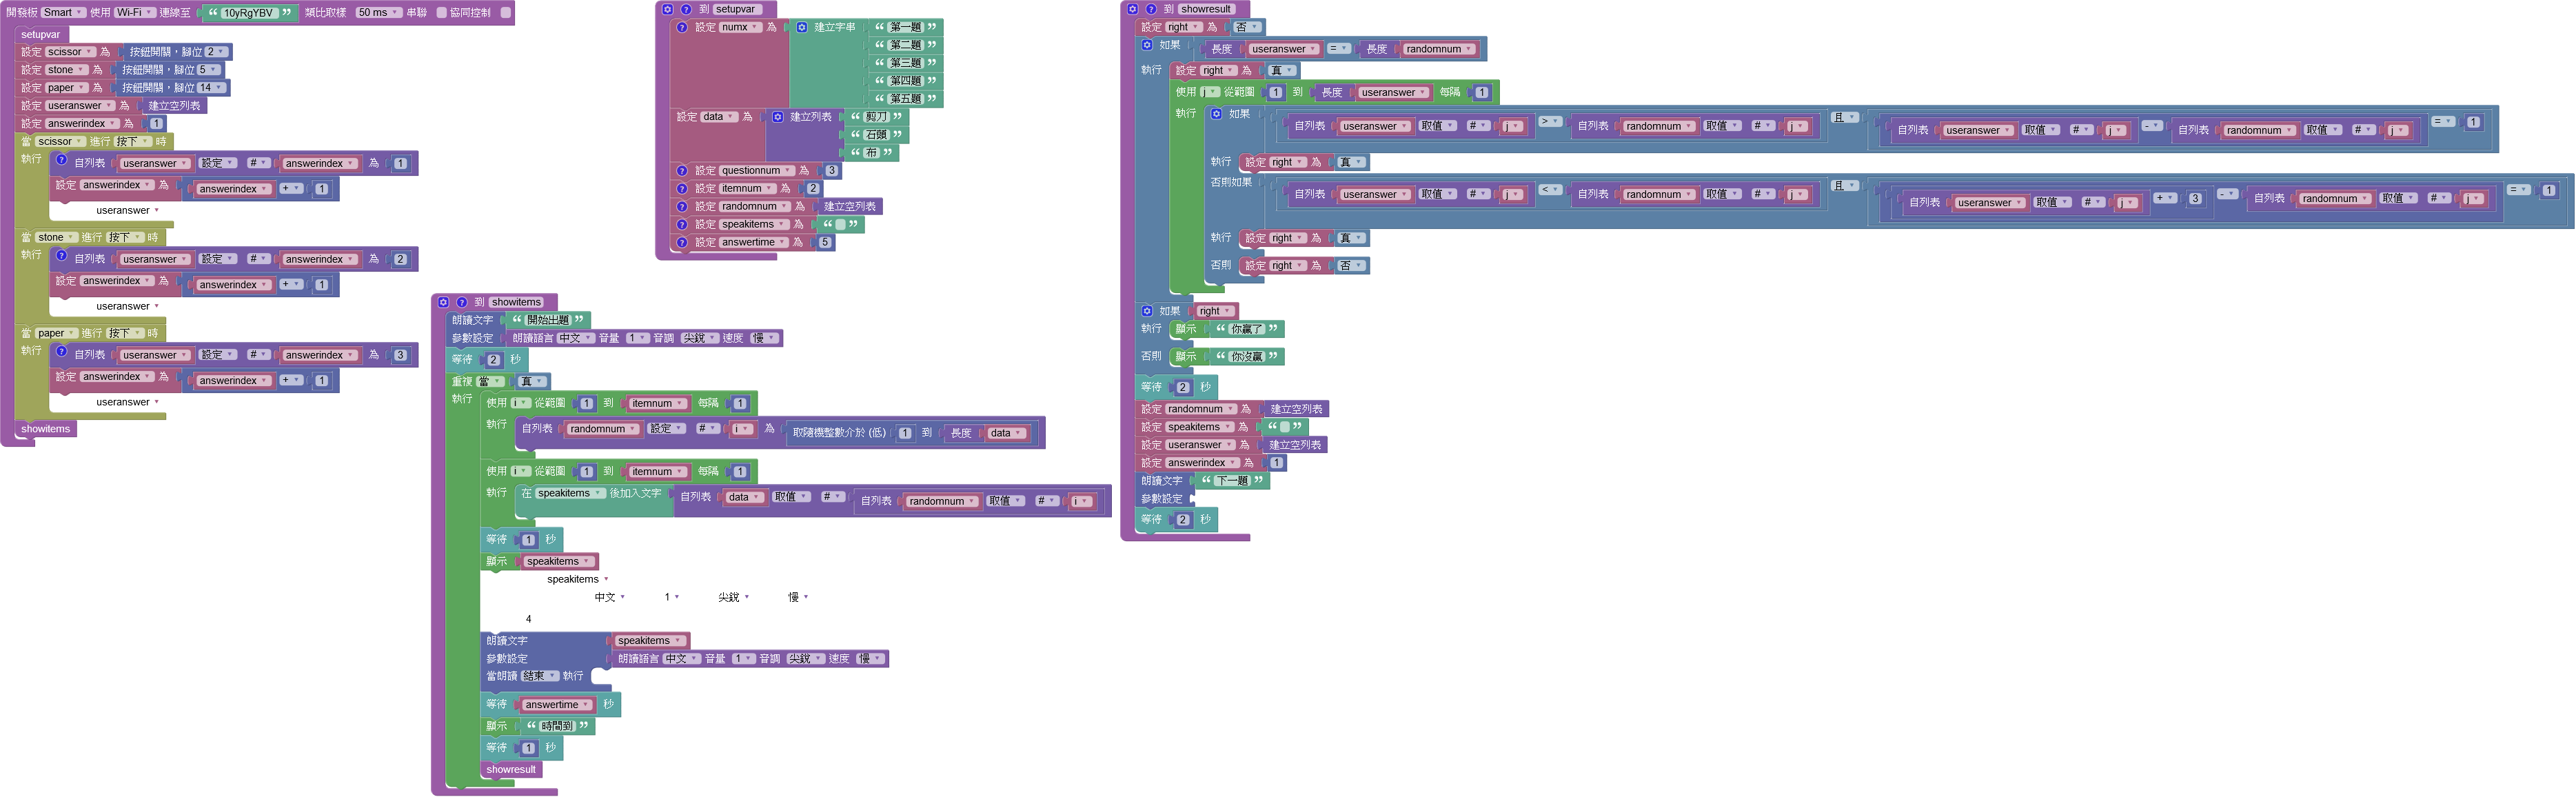 開發板 Smart 使用 Wi-Fi 連線至 “ 10yRgYBV ” 類比取樣 50 ms 串聯 協同控制
setupvar
設定 scissor 為 按鈕開關，腳位 2
設定 stone 為 按鈕開關，腳位 5
設定 paper 為 按鈕開關，腳位 14
設定 useranswer 為 建立空列表
設定 answerindex 為 1
當 scissor 進行 按下 時
執行 自列表 useranswer 設定 # answerindex 為 1
設定 answerindex 為 answerindex + 1
useranswer
當 stone 進行 按下 時
執行 自列表 useranswer 設定 # answerindex 為 2
設定 answerindex 為 answerindex + 1
useranswer
當 paper 進行 按下 時
執行 自列表 useranswer 設定 # answerindex 為 3
設定 answerindex 為 answerindex + 1
useranswer
showitems
到 setupvar
設定 numx 為 建立字串 “ 第一題 ”
“ 第二題 ”
“ 第三題 ”
“ 第四題 ”
“ 第五題 ”
設定 data 為 建立列表 “ 剪刀 ”
“ 石頭 ”
“ 布 ”
設定 questionnum 為 3
設定 itemnum 為 2
設定 randomnum 為 建立空列表
設定 speakitems 為 “ ”
設定 answertime 為 5
到 showitems
朗讀文字 “ 開始出題 ”
參數設定 朗讀語言 中文 音量 1 音調 尖銳 速度 慢
等待 2 秒
重複 當 真
執行 使用 i 從範圍 1 到 itemnum 每隔 1
執行 自列表 randomnum 設定 # i 為 取隨機整數介於 (低) 1 到 長度 data
使用 i 從範圍 1 到 itemnum 每隔 1
執行 在 speakitems 後加入文字 自列表 data 取值 # 自列表 randomnum 取值 # i
等待 1 秒
顯示 speakitems
speakitems
中文 1 尖銳 慢
4
朗讀文字 speakitems
參數設定 朗讀語言 中文 音量 1 音調 尖銳 速度 慢
當朗讀 結束 執行
等待 answertime 秒
顯示 “ 時間到 ”
等待 1 秒
showresult
到 showresult
設定 right 為 否
如果 長度 useranswer = 長度 randomnum
執行 設定 right 為 真
使用 j 從範圍 1 到 長度 useranswer 每隔 1
執行 如果 自列表 useranswer 取值 # j > 自列表 randomnum 取值 # j 且 自列表 useranswer 取值 # j - 自列表 randomnum 取值 # j = 1
執行 設定 right 為 真
否則如果 自列表 useranswer 取值 # j < 自列表 randomnum 取值 # j 且 自列表 useranswer 取值 # j + 3 - 自列表 randomnum 取值 # j = 1
執行 設定 right 為 真
否則 設定 right 為 否
如果 right
執行 顯示 “ 你贏了 ”
否則 顯示 “ 你沒贏 ”
等待 2 秒
設定 randomnum 為 建立空列表
設定 speakitems 為 “ ”
設定 useranswer 為 建立空列表
設定 answerindex 為 1
朗讀文字 “ 下一題 ”
參數設定
等待 2 秒